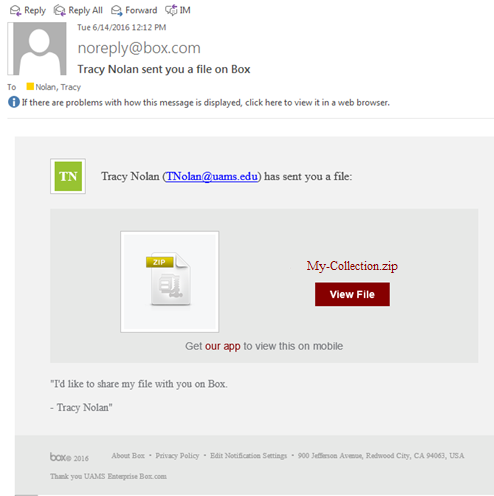 Reply Reply All Forward IM
Tue 6/14/2016 12:12 PM
noreply@box.com
Tracy Nolan sent you a file on Box
To Nolan, Tracy
If there are problems with how this message is displayed, click here to view it in a web browser.
TN
Tracy Nolan (TNolan@uams.edu) has sent you a file:
ZIP
My-Collection.zip
View File
Get our app to view this on mobile
"I'd like to share my file with you on Box.
- Tracy Nolan"
box © 2016 About Box • Privacy Policy • Edit Notification Settings • 900 Jefferson Avenue, Redwood City, CA 94063, USA
Thank you UAMS Enterprise Box.com